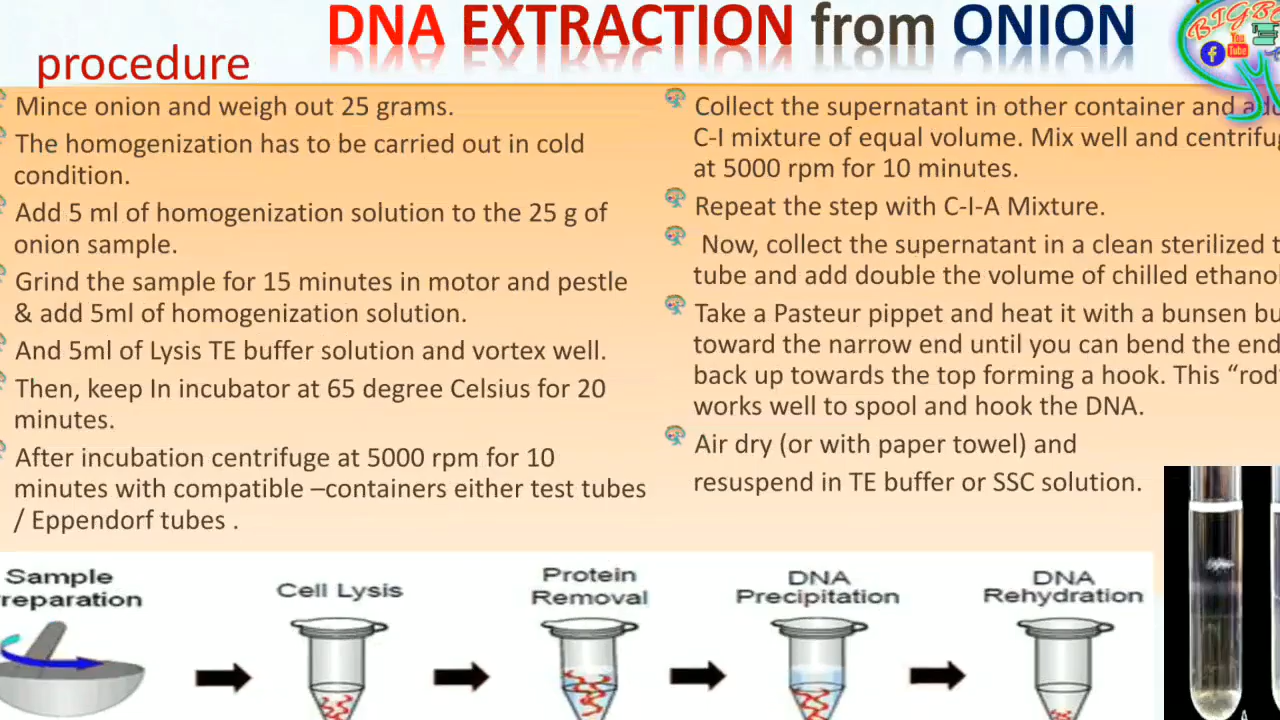 DNA EXTRACTION from ONION
procedure
Mince onion and weigh out 25 grams.
The homogenization has to be carried out in cold
condition.
Add 5 ml of homogenization solution to the 25 g of
onion sample.
Grind the sample for 15 minutes in motor and pestle
& add 5ml of homogenization solution.
And 5ml of Lysis TE buffer solution and vortex well.
Then, keep In incubator at 65 degree Celsius for 20
minutes.
After incubation centrifuge at 5000 rpm for 10
minutes with compatible –containers either test tubes
/ Eppendorf tubes .
Collect the supernatant in other container and
C-I mixture of equal volume. Mix well and
at 5000 rpm for 10 minutes.
Repeat the step with C-I-A Mixture.
Now, collect the supernatant in a clean sterilized
tube and add double the volume of chilled
Take a Pasteur pippet and heat it with a bunsen
toward the narrow end until you can bend the end
back up towards the top forming a hook. This “rod
works well to spool and hook the DNA.
Air dry (or with paper towel) and
resuspend in TE buffer or SSC solution.
Sample
reparation
Cell Lysis
Protein
Removal
DNA
Precipitation
DNA
Rehydration
You
Tube
A